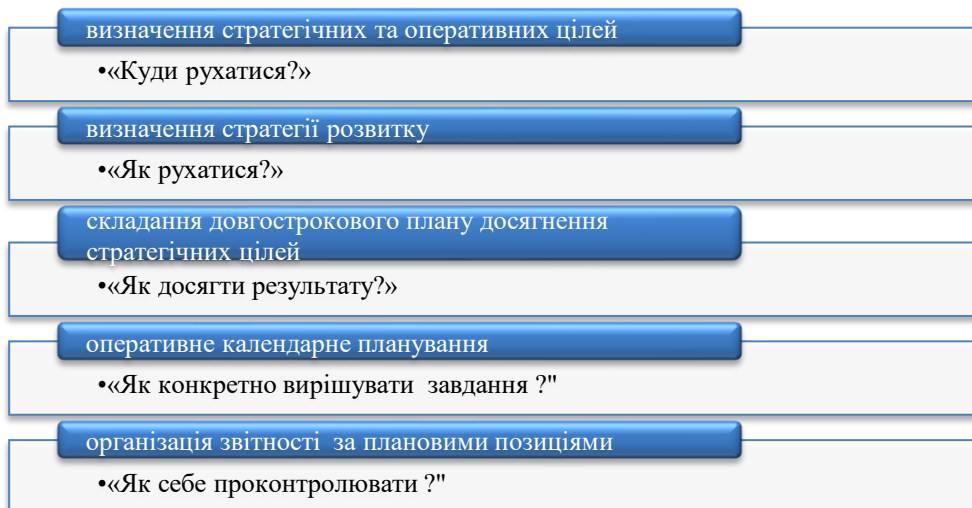 визначення стратегічних та оперативних цілей
•«Куди рухатися?»
визначення стратегії розвитку
•«Як рухатися?»
складання довгострокового плану досягнення
стратегічних цілей
•«Як досягти результату?»
оперативне календарне планування
•«Як конкретно вирішувати  завдання ?"
організація звітності  за плановими позиціями
•«Як себе проконтролювати ?"